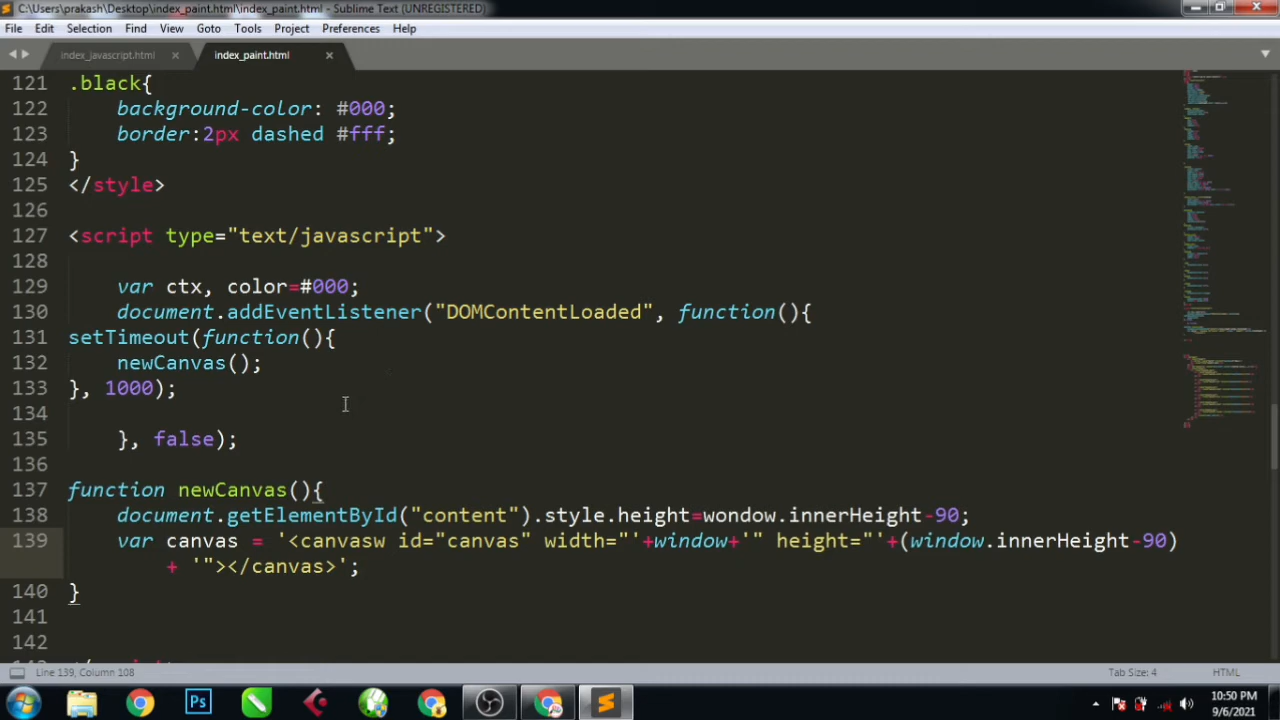 C:\Users\prakash\Desktop\index_paint.html\index_paint.html - Sublime Text (UNREGISTERED)
File Edit Selection Find View Goto Tools Project Preferences Help
index_javascript.html index_paint.html
121 .black{
122 background-color: #000;
123 border:2px dashed #fff;
124 }
125 </style>
126
127 <script type="text/javascript">
128
129 var ctx, color=#000;
130 document.addEventListener("DOMContentLoaded", function(){
131 setTimeout(function(){
132 newCanvas();
133 }, 1000);
134
135 }, false);
136
137 function newCanvas(){
138 document.getElementById("content").style.height=wondow.innerHeight-90;
139 var canvas = '<canvasw id="canvas" width="'+window+'" height="'+(window.innerHeight-90)
+ '"></canvas>';
140 }
141
142
Line 139, Column 108 Tab Size: 4 HTML
Ps
10:50 PM
9/6/2021